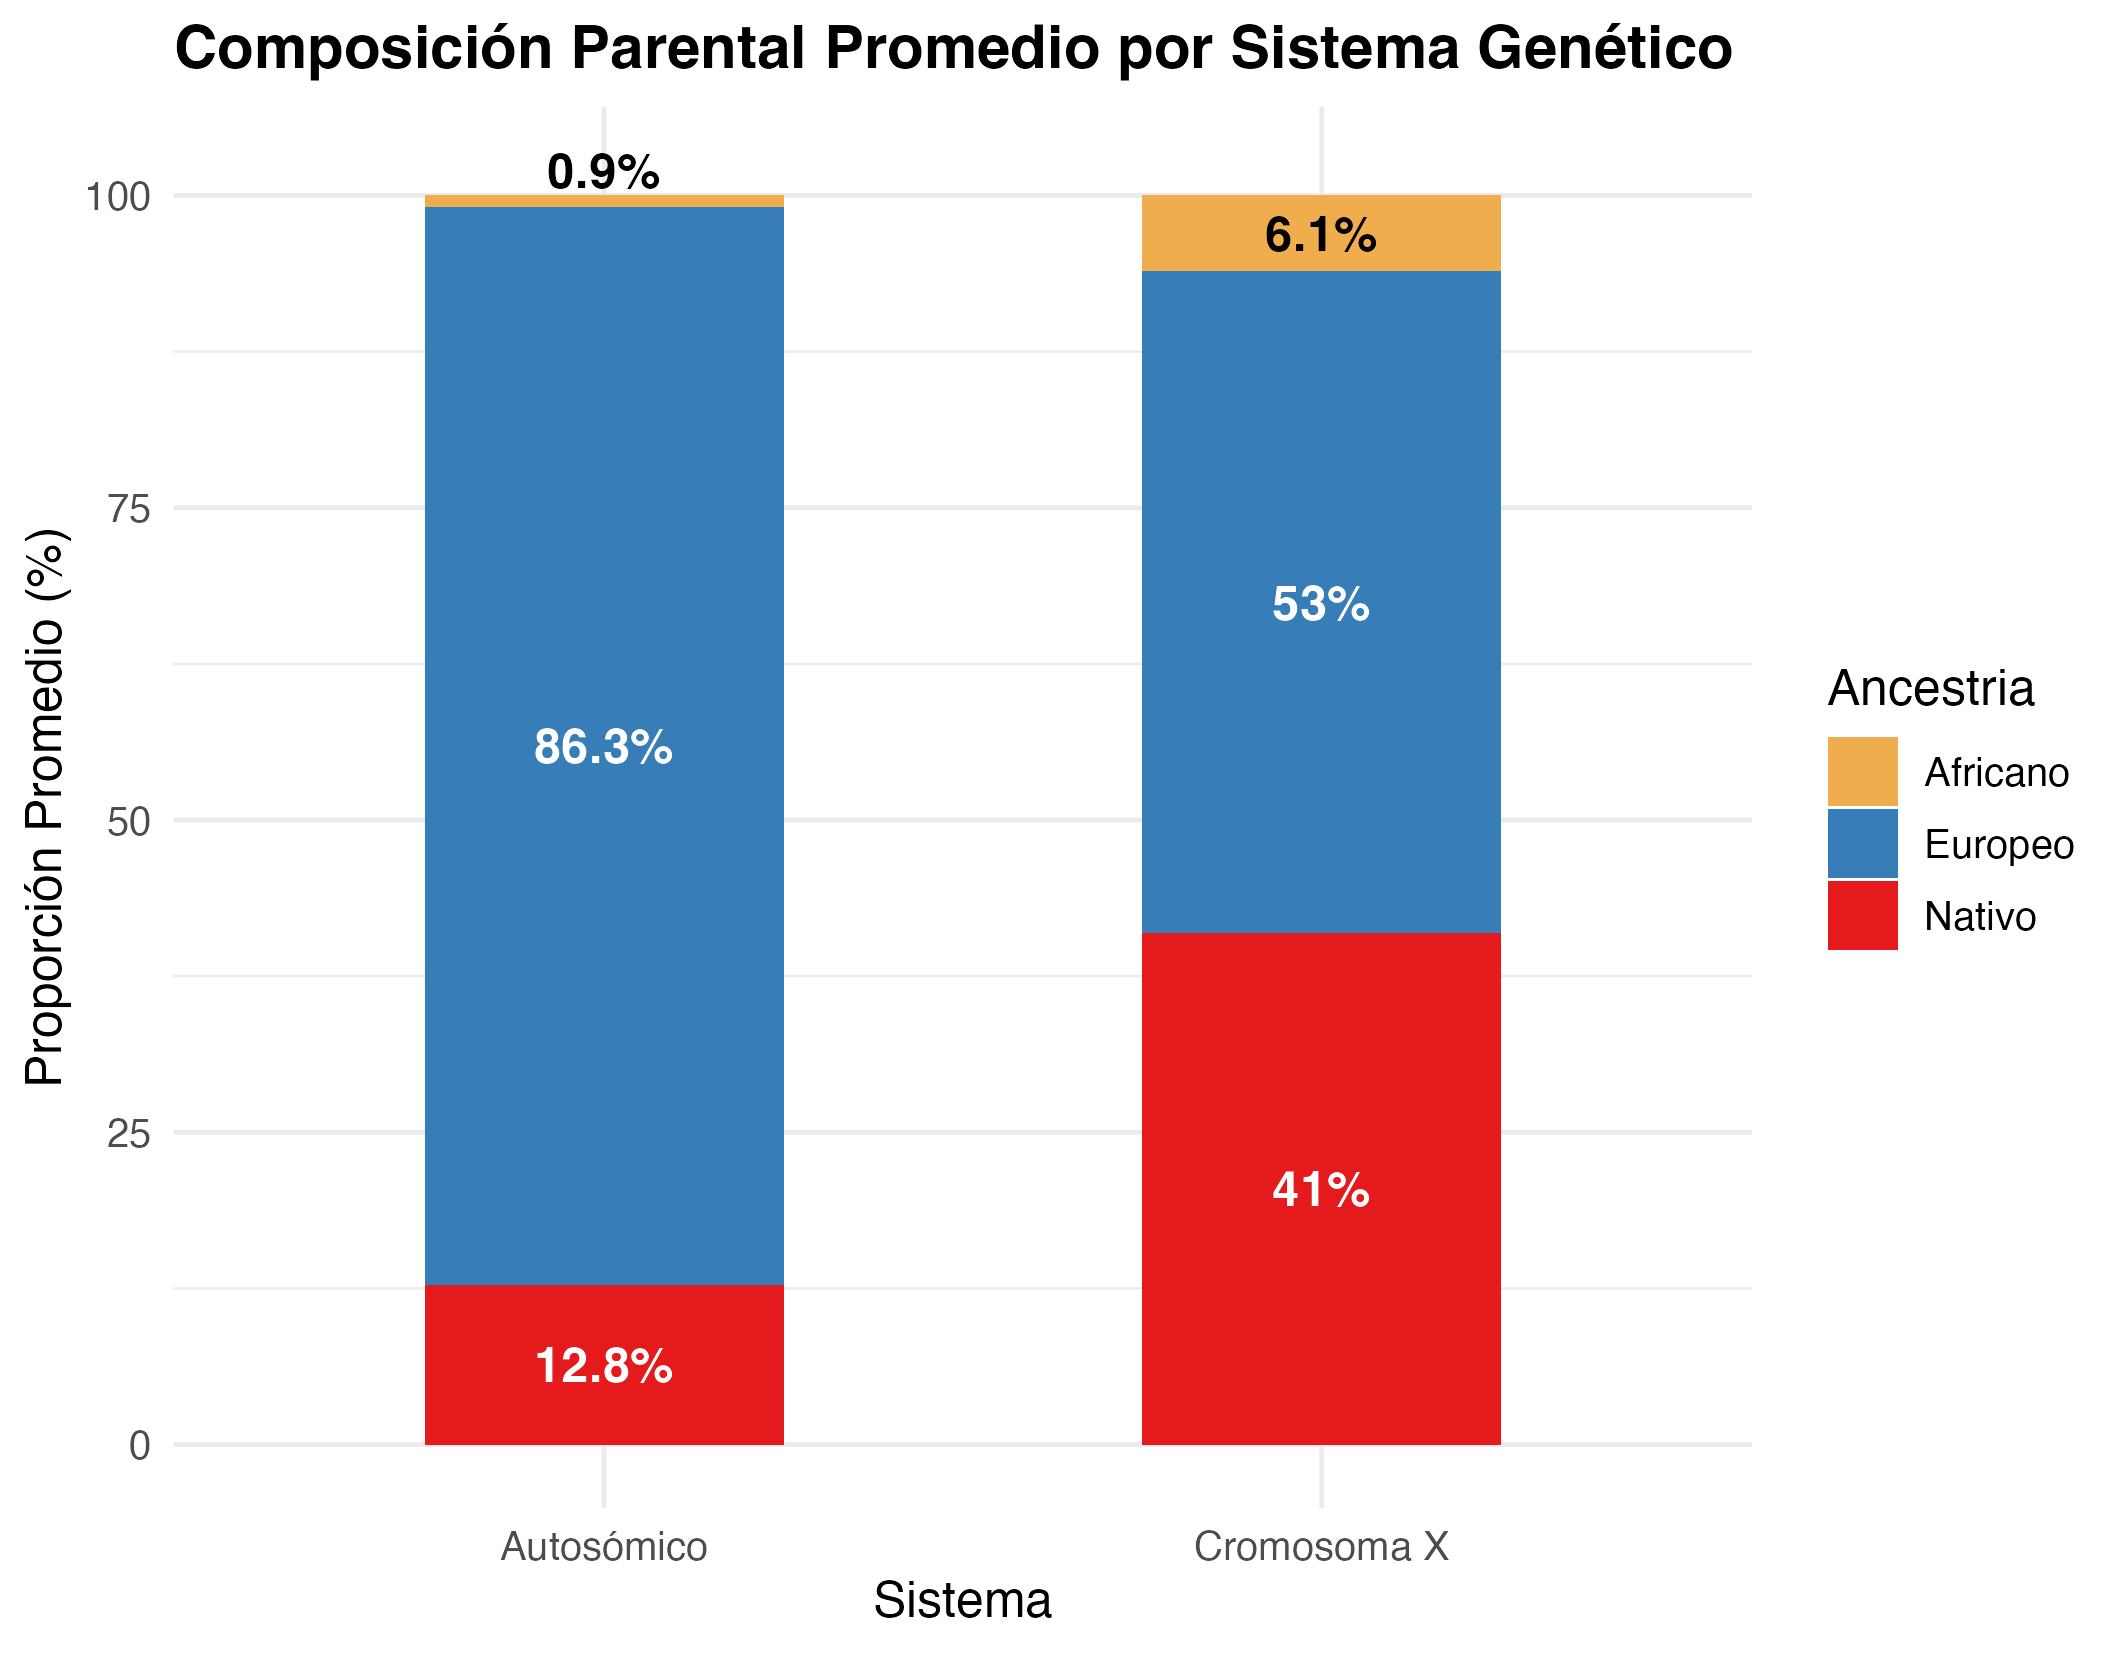 Composición Parental Promedio por Sistema Genético
0.9%
100
6.1%
75
53%
86.3%
50
41%
25
12.8%
0
Proporción Promedio (%)
Autosómico
Cromosoma X
Sistema
Ancestria
Africano
Europeo
Nativo